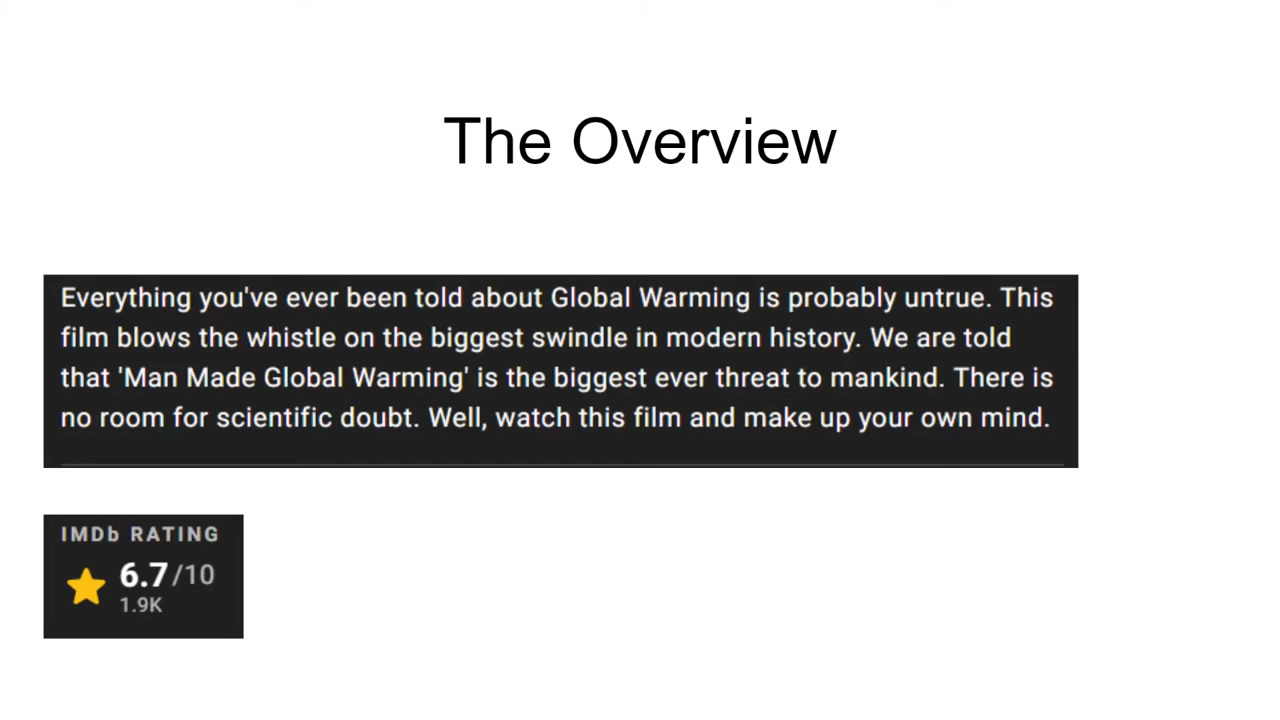 The Overview
Everything you've ever been told about Global Warming is probably untrue. This
film blows the whistle on the biggest swindle in modern history. We are told
that 'Man Made Global Warming' is the biggest ever threat to mankind. There is
no room for scientific doubt. Well, watch this film and make up your own mind.
IMDb RATING
6.7/10
1.9K